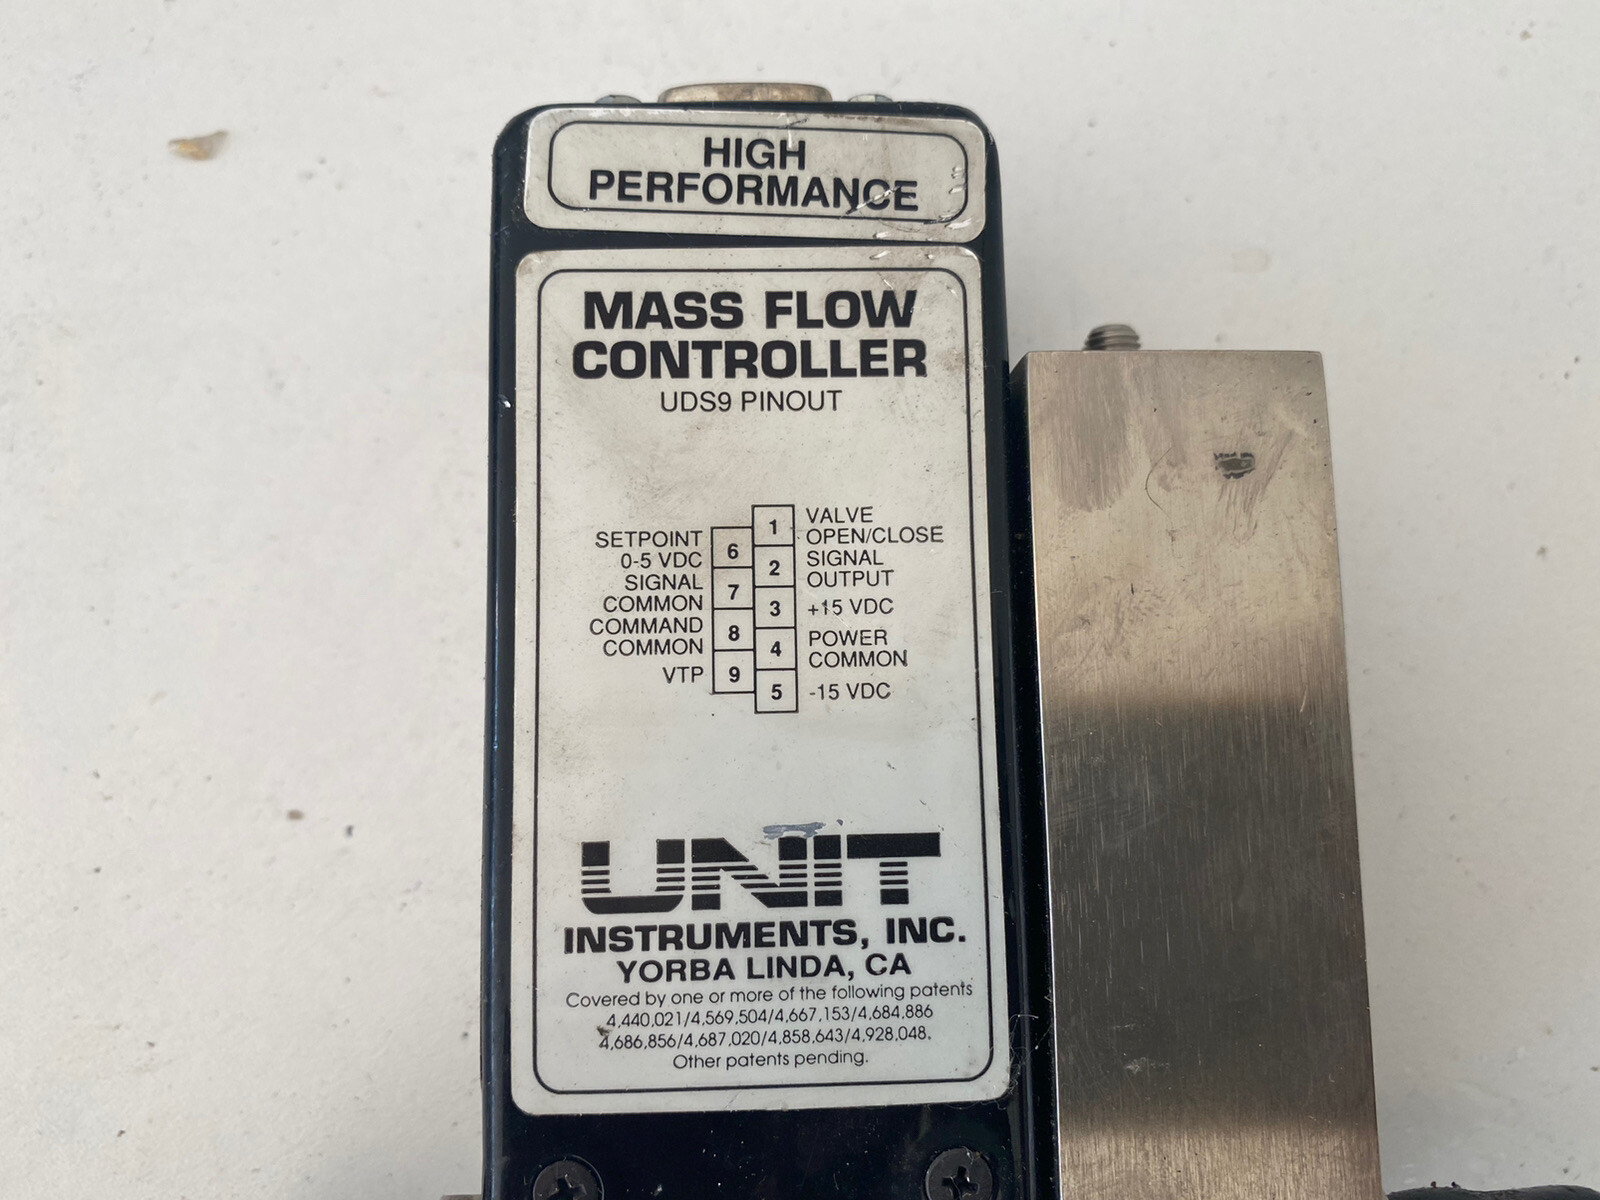 HIGH
PERFORMANCE
MASS FLOW
CONTROLLER
UDS9 PINOUT
SETPOINT
0-5 VDC
SIGNAL
COMMON
COMMAND
COMMON
VTP
6
7
8
9
1
2
3
4
5
VALVE
OPEN/CLOSE
SIGNAL
OUTPUT
+15 VDC
POWER
COMMON
-15 VDC
UNIT
INSTRUMENTS, INC.
YORBA LINDA, CA
Covered by one or more of the following patents
4,440,021/4,569,504/4,667,153/4,684,886
4,686,856/4,687,020/4,858,643/4,928,048.
Other patents pending.